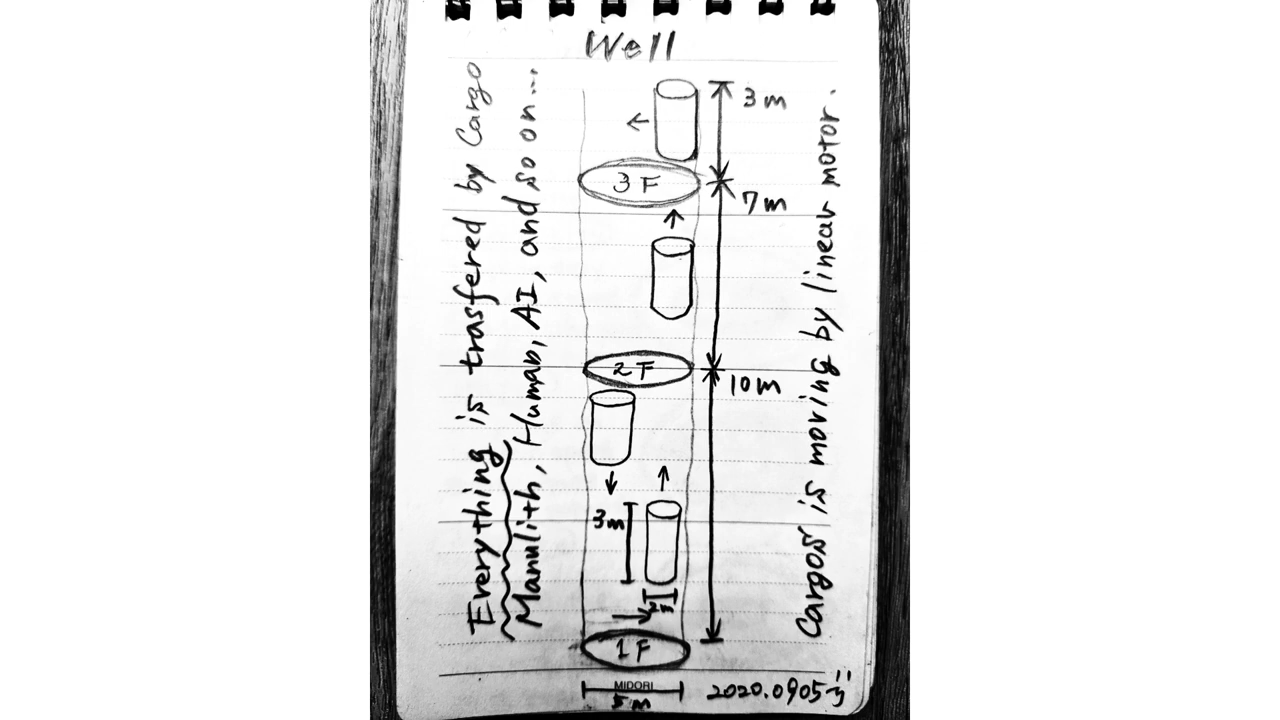 Well
3m
3F
7m
2F
10m
3m
1F
MIDORI
5m
2020.0905
Everything is trasfered by Cargo
Manulith, Human, AI, and so on...
Cargos is moving by linear motor.